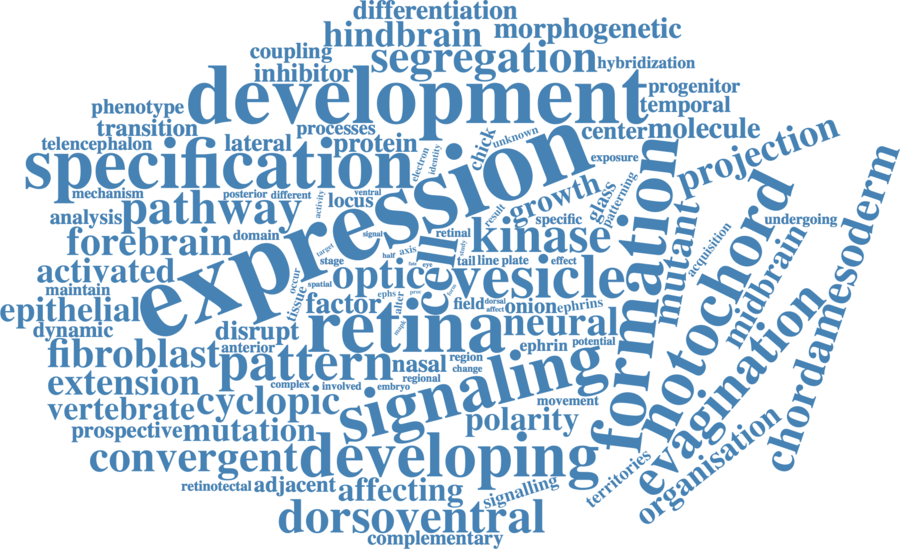 differentiation
hindbrain
morphogenetic
coupling
segregation
hybridization
inhibitor
development
progenitor
phenotype
temporal
transition
processes
center
molecule
telencephalon
lateral
protein
chick
unknown
specification
expression
electron
identity
exposure
projection
mechanism
posterior
different
activity
ventral
locus
growth
glass
patterning
analysis
pathway
signal
result
specific
undergoing
forebrain
domain
target
half
axis
cell
retinal
study
kinase
formation
mutant
notochord
chordamesoderm
stage
tail
line
plate
effect
acquisition
midbrain
activated
occur
optic
fate
eye
vesicle
maintain
spatial
tissue
epithelial
factor
ephs
alter
field
dorsal
affect
onion
ephrins
dynamic
disrupt
retina
mapk
neural
fibroblast
anterior
pattern
nasal
region
change
ephrin
potential
evagination
extension
complex
involved
embryo
regional
signaling
vertebrate
cyclopic
movement
prospective
mutation
polarity
organisation
convergent
developing
territories
retinotectal
adjacent
affecting
signalling
dorsoventral
complementary